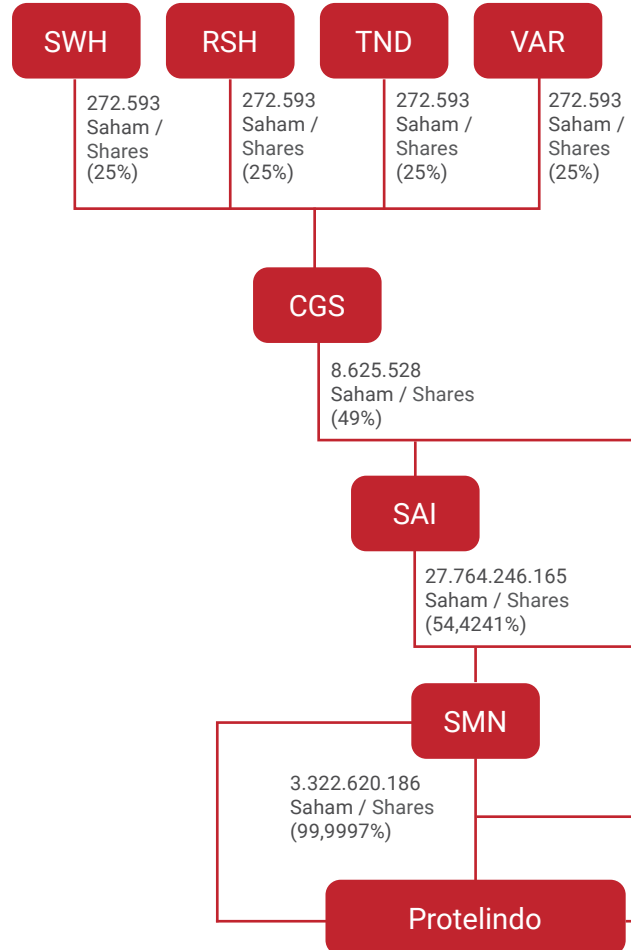 SWH
RSH
TND
VAR
272.593
Saham /
Shares
(25%)
272.593
Saham /
Shares
(25%)
272.593
Saham /
Shares
(25%)
272.593
Saham /
Shares
(25%)
CGS
8.625.528
Saham / Shares
(49%)
SAI
27.764.246.165
Saham / Shares
(54,4241%)
SMN
3.322.620.186
Saham / Shares
(99,9997%)
Protelindo